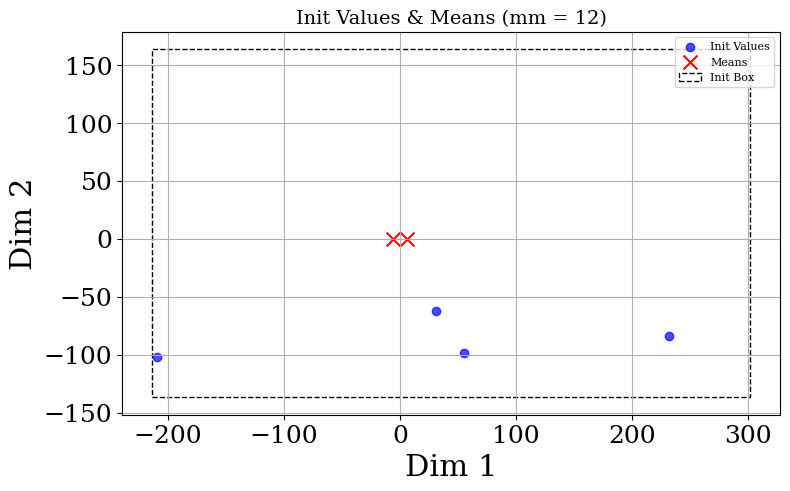 Init Values & Means (mm = 12)
Init Values
Means
Init Box
Dim 2
150
100
50
0
−50
−100
−150
−200
−100
0
100
200
300
Dim 1